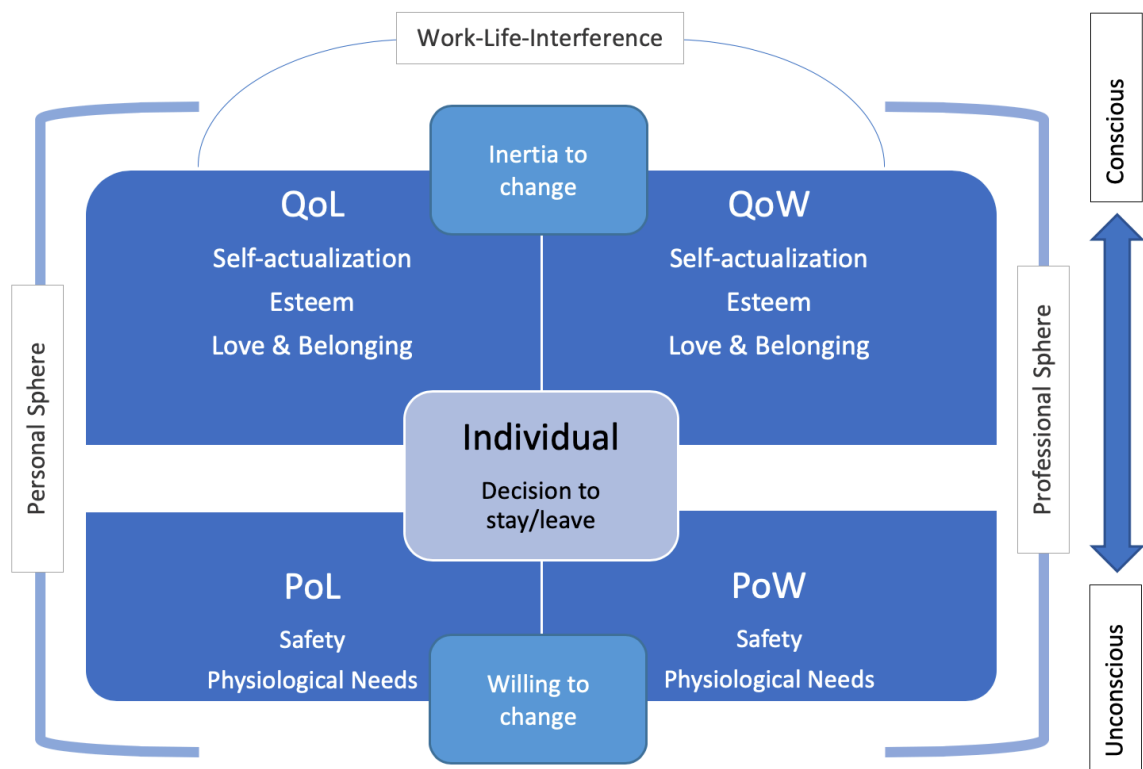 Work-Life-Interference
Inertia to
change
QoL
Self-actualization
Esteem
Love & Belonging
QoW
Self-actualization
Esteem
Love & Belonging
Individual
Decision to
stay/leave
PoL
Safety
Physiological Needs
PoW
Safety
Physiological Needs
Willing to
change
Personal Sphere
Professional Sphere
Conscious
Unconscious